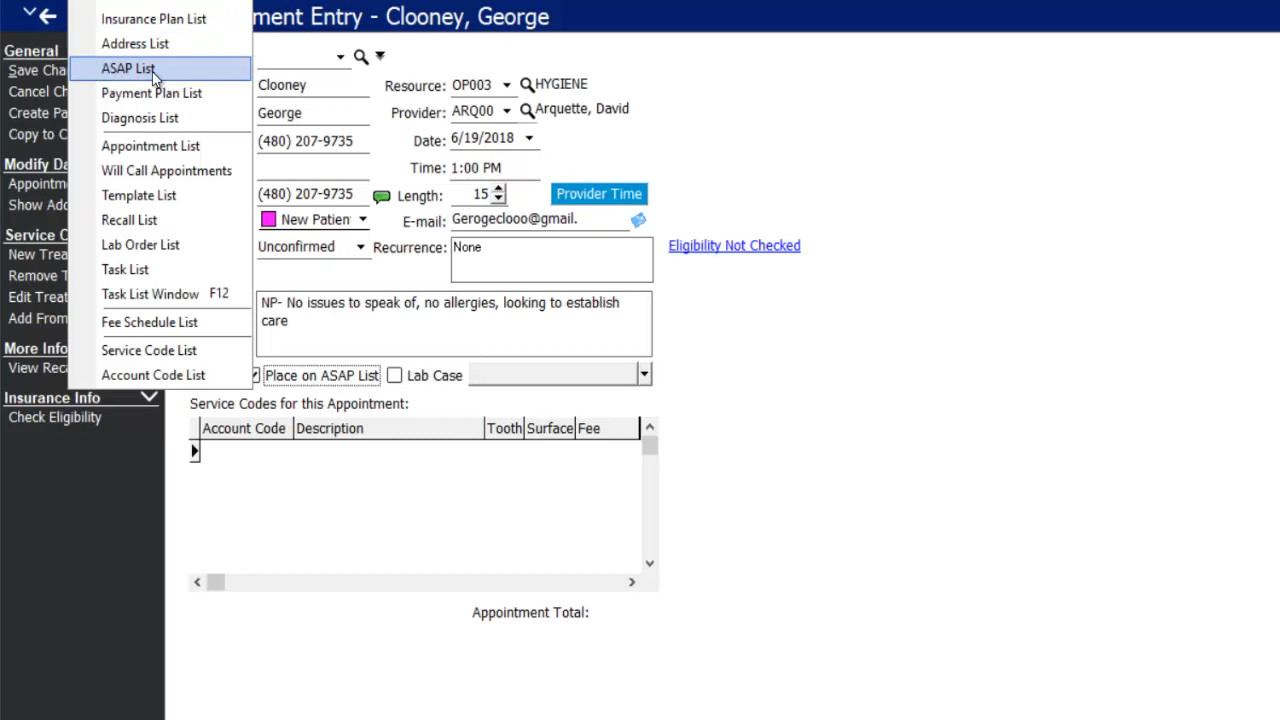 ment Entry - Clooney, George
General
Save Cha
Cancel Ch
Create Pa
Copy to C
Modify Da
Appointm
Show Add
Service C
New Trea
Remove T
Edit Treat
Add From
More Info
View Reca
Insurance Info
Check Eligibility
Insurance Plan List
Address List
ASAP List
Payment Plan List
Diagnosis List
Appointment List
Will Call Appointments
Template List
Recall List
Lab Order List
Task List
Task List Window F12
Fee Schedule List
Service Code List
Account Code List
Clooney
George
(480) 207-9735
(480) 207-9735
New Patien
Unconfirmed
Resource: OP003 HYGIENE
Provider: ARQ00 Arquette, David
Date: 6/19/2018
Time: 1:00 PM
Length: 15 Provider Time
E-mail: Gerogeclooo@gmail.
Recurrence: None
Eligibility Not Checked
NP- No issues to speak of, no allergies, looking to establish
care
Place on ASAP List Lab Case
Service Codes for this Appointment:
Account Code Description Tooth Surface Fee
Appointment Total: